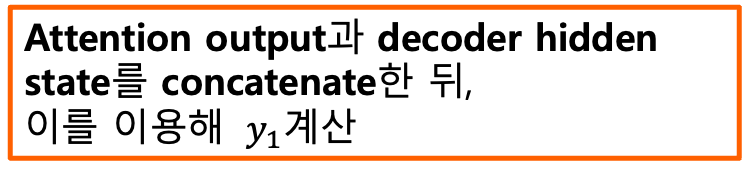 Attention output과 decoder hidden
state를 concatenate한 뒤,
이를 이용해 y₁계산